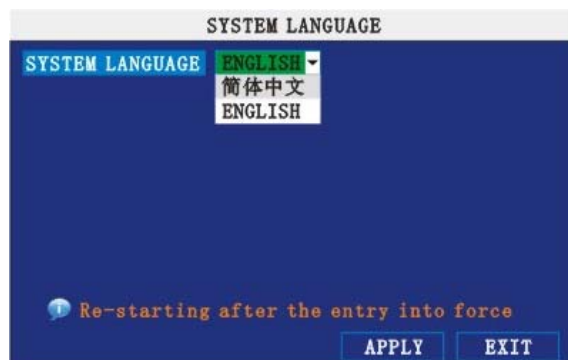 SYSTEM LANGUAGE
SYSTEM LANGUAGE ENGLISH
简体中文
ENGLISH
Re-starting after the entry into force
APPLY EXIT